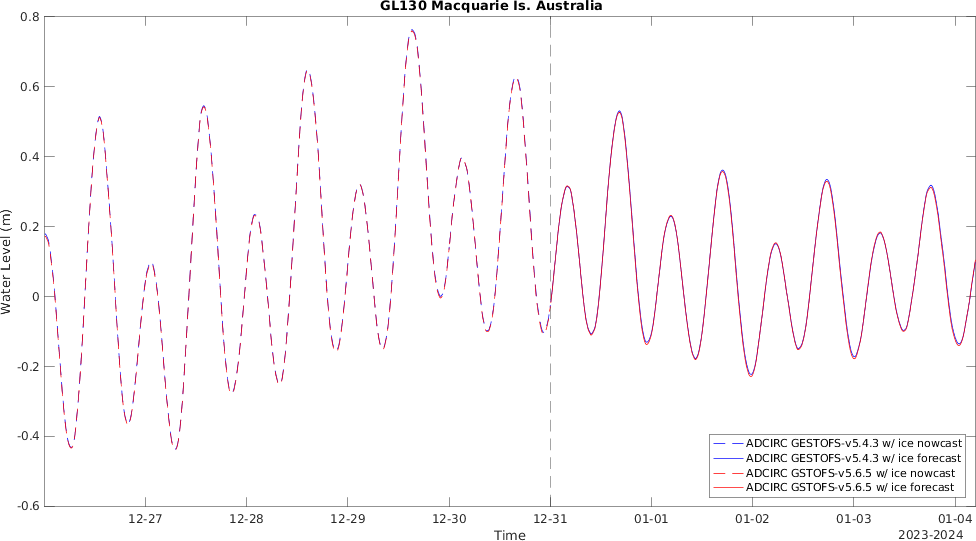 GL130 Macquarie Is. Australia
Water Level (m)
0.8
0.6
0.4
0.2
0
-0.2
-0.4
-0.6
12-27 12-28 12-29 12-30 12-31 01-01 01-02 01-03 01-04
Time
2023-2024
ADCIRC GESTOFS-v5.4.3 w/ ice nowcast
ADCIRC GESTOFS-v5.4.3 w/ ice forecast
ADCIRC GSTOFS-v5.6.5 w/ ice nowcast
ADCIRC GSTOFS-v5.6.5 w/ ice forecast